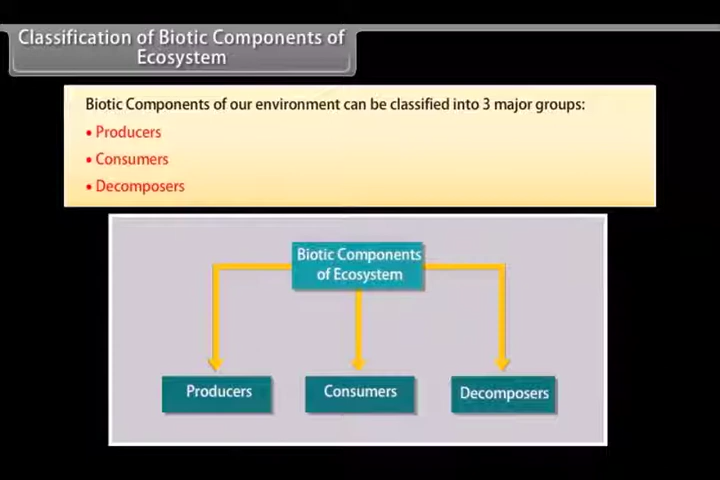 Classification of Biotic Components of
Ecosystem
Biotic Components of our environment can be classified into 3 major groups:
• Producers
• Consumers
• Decomposers
Biotic Components
of Ecosystem
Producers
Consumers
Decomposers